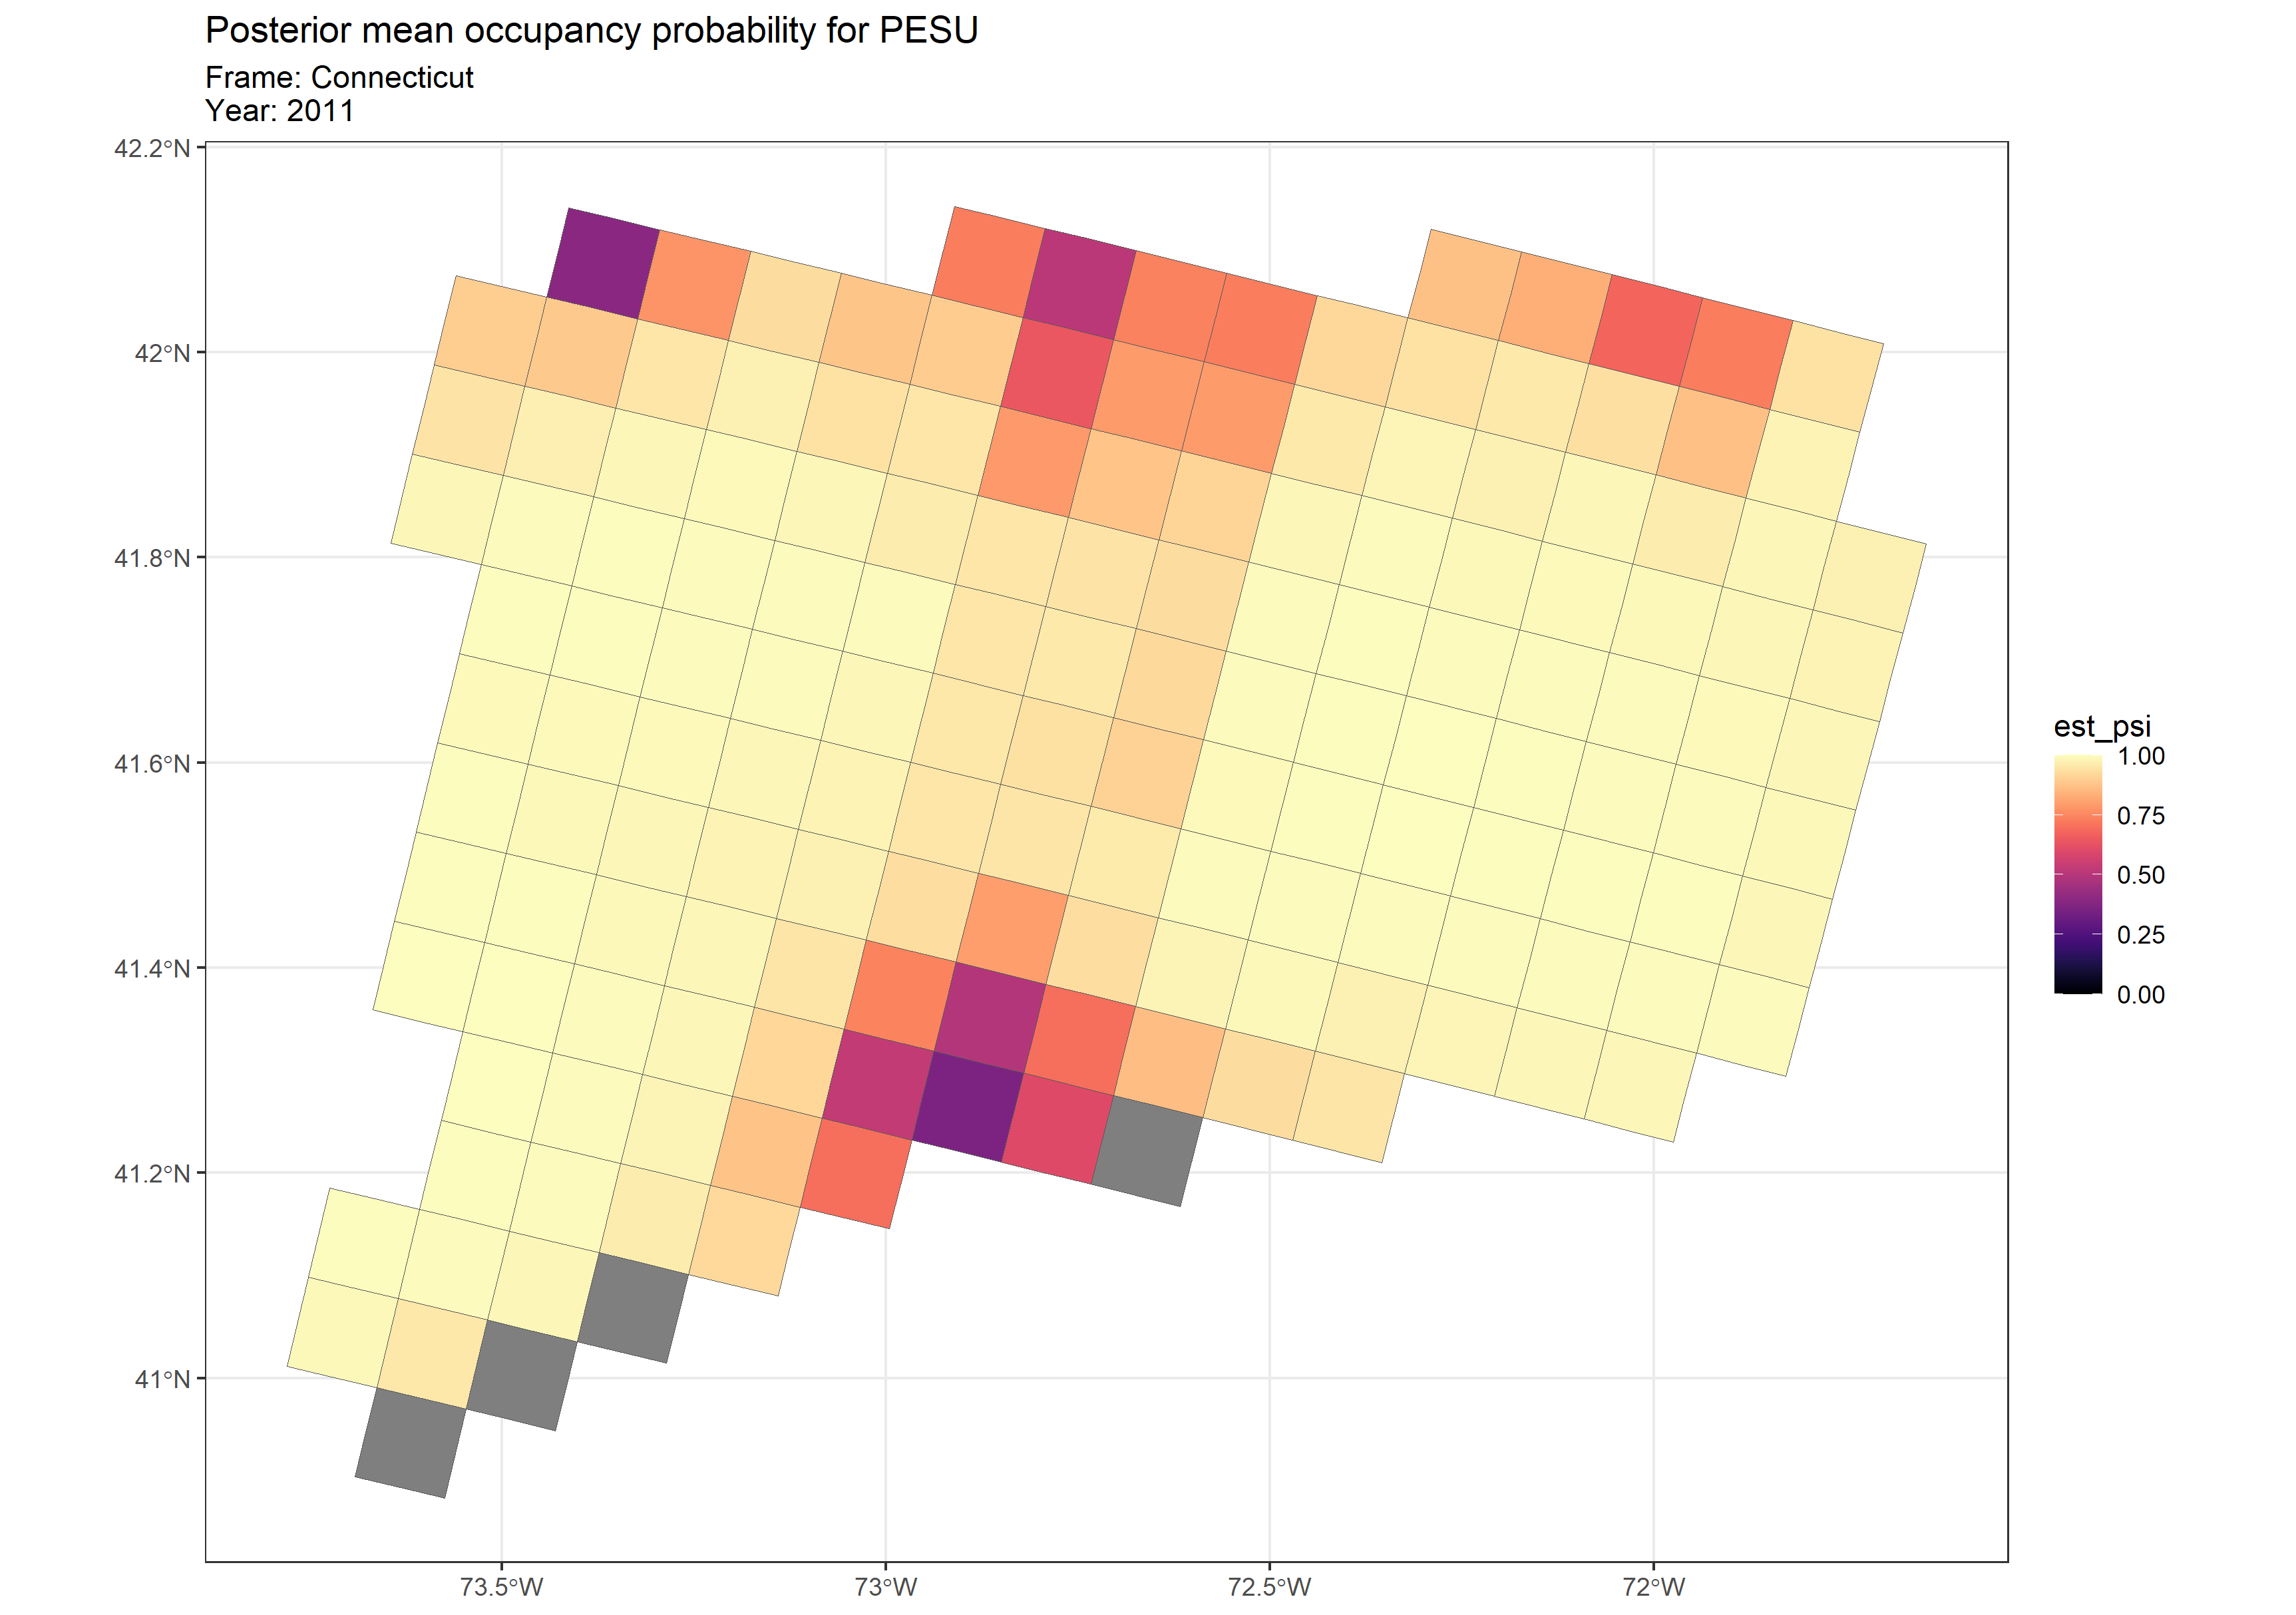 Posterior mean occupancy probability for PESU
Frame: Connecticut
Year: 2011
42.2°N
42°N
41.8°N
41.6°N
41.4°N
41.2°N
41°N
73.5°W
73°W
72.5°W
72°W
est_psi
1.00
0.75
0.50
0.25
0.00